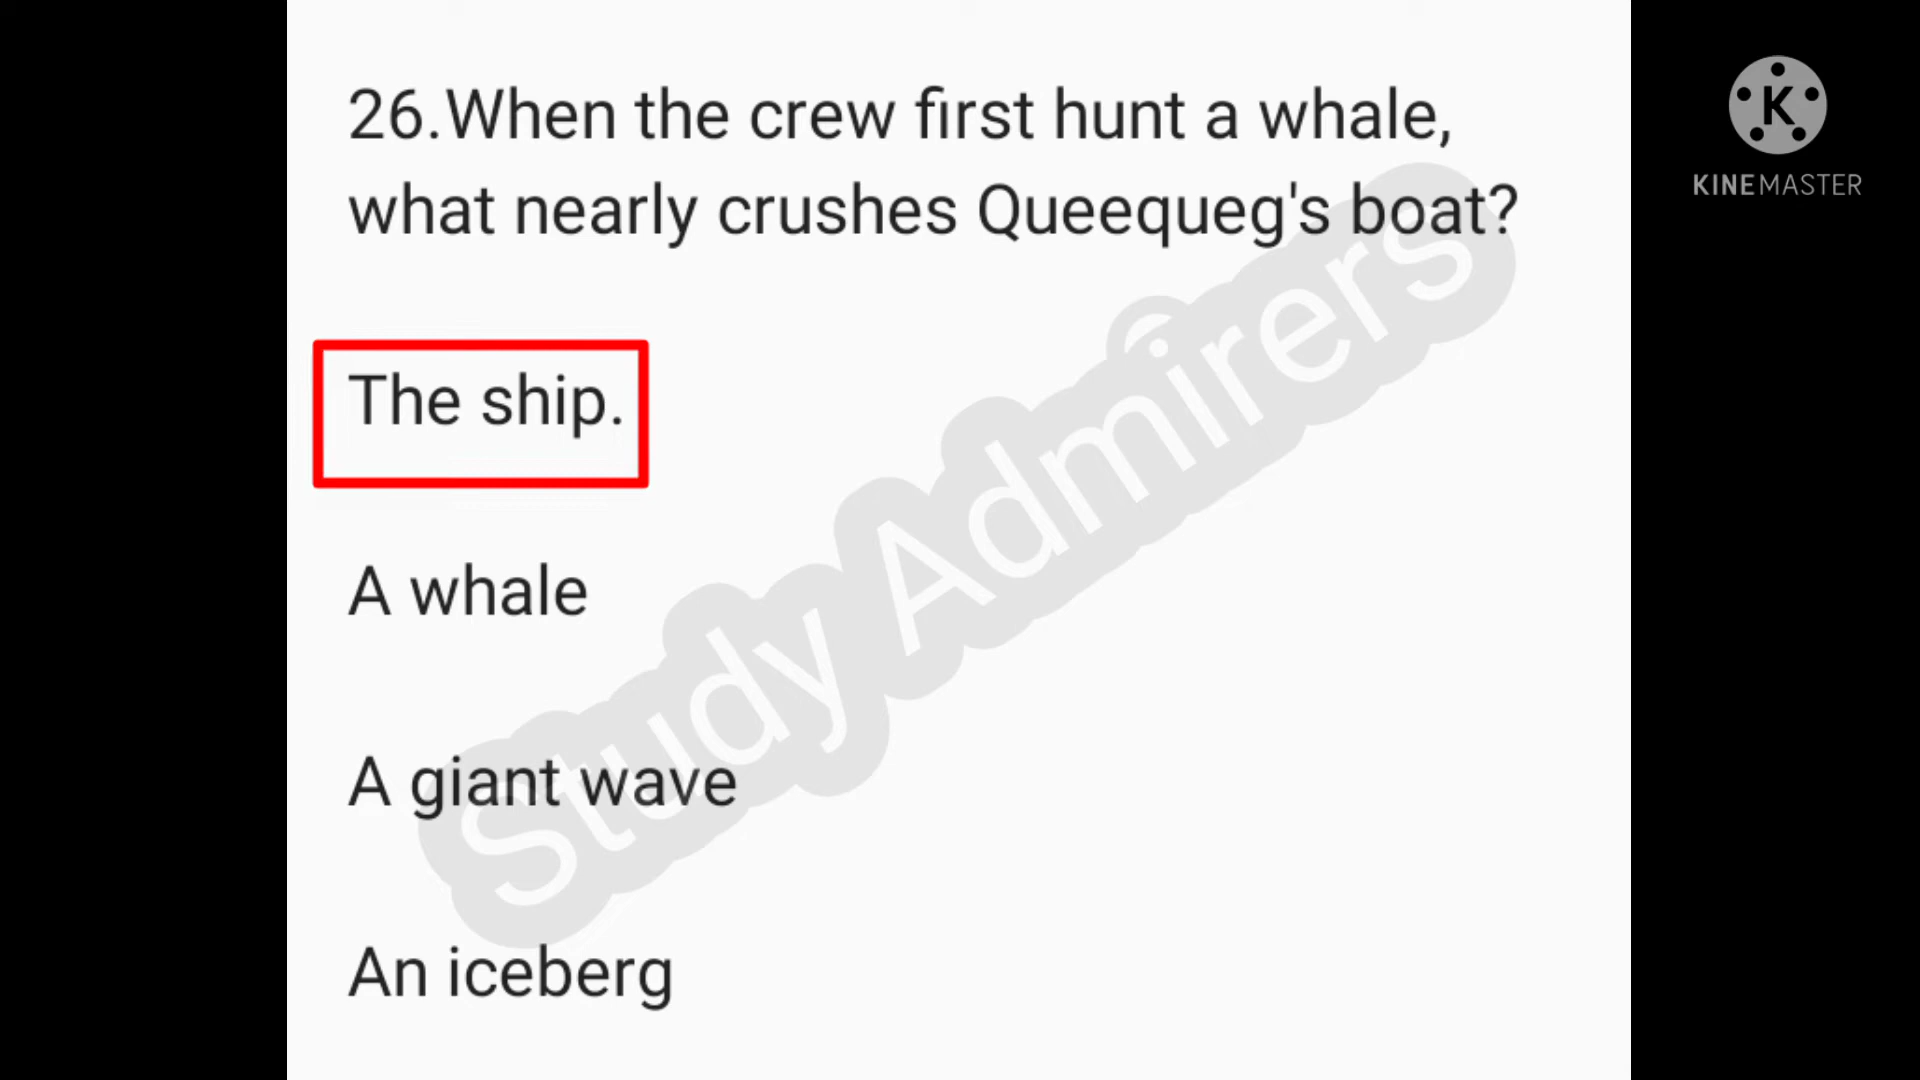 26.When the crew first hunt a whale,
what nearly crushes Queequeg's boat?
The ship.
A whale
A giant wave
An iceberg
Study Admirers
K
KINEMASTER